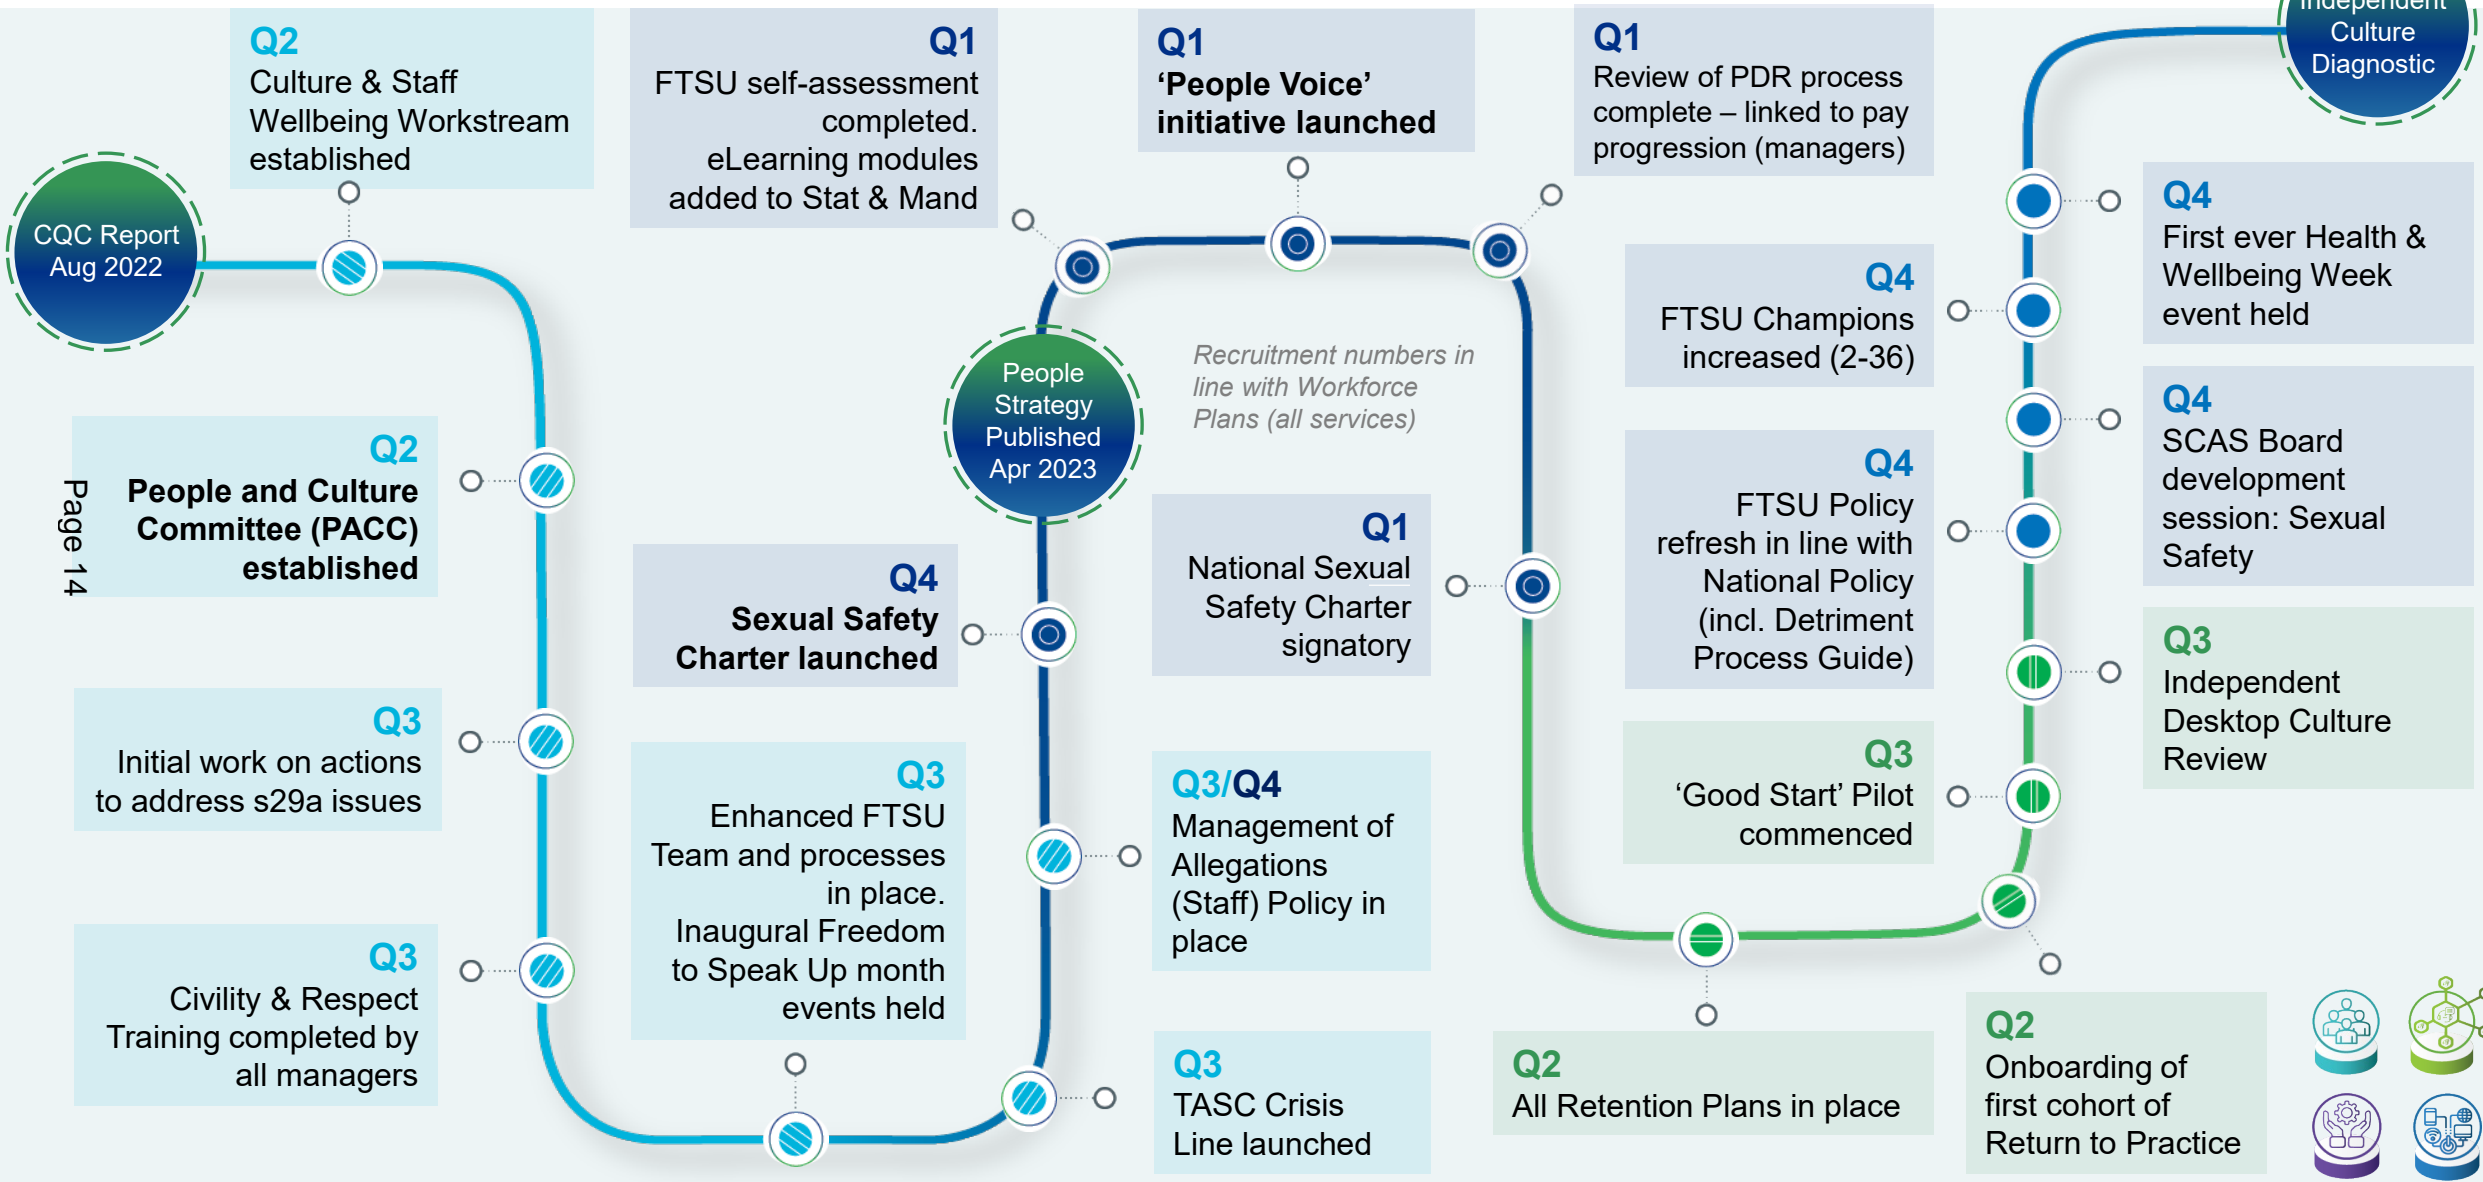 CQC Report
Aug 2022
Q2
Culture & Staff
Wellbeing Workstream
established
Q2
People and Culture
Committee (PACC)
established
Page 14
Q3
Initial work on actions
to address s29a issues
Q3
Civility & Respect
Training completed by
all managers
Q3
Enhanced FTSU
Team and processes
in place.
Inaugural Freedom
to Speak Up month
events held
Q3
TASC Crisis
Line launched
Q3/Q4
Management of
Allegations
(Staff) Policy in
place
Q4
Sexual Safety
Charter launched
People
Strategy
Published
Apr 2023
Q1
FTSU self-assessment
completed.
eLearning modules
added to Stat & Mand
Q1
‘People Voice’
initiative launched
Q1
Review of PDR process
complete – linked to pay
progression (managers)
Recruitment numbers in
line with Workforce
Plans (all services)
Q1
National Sexual
Safety Charter
signatory
Q2
All Retention Plans in place
Q2
Onboarding of
first cohort of
Return to Practice
Q3
‘Good Start’ Pilot
commenced
Q3
Independent
Desktop Culture
Review
Q4
FTSU Policy
refresh in line with
National Policy
(incl. Detriment
Process Guide)
Q4
SCAS Board
development
session: Sexual
Safety
Q4
FTSU Champions
increased (2-36)
Q4
First ever Health &
Wellbeing Week
event held
Independent
Culture
Diagnostic